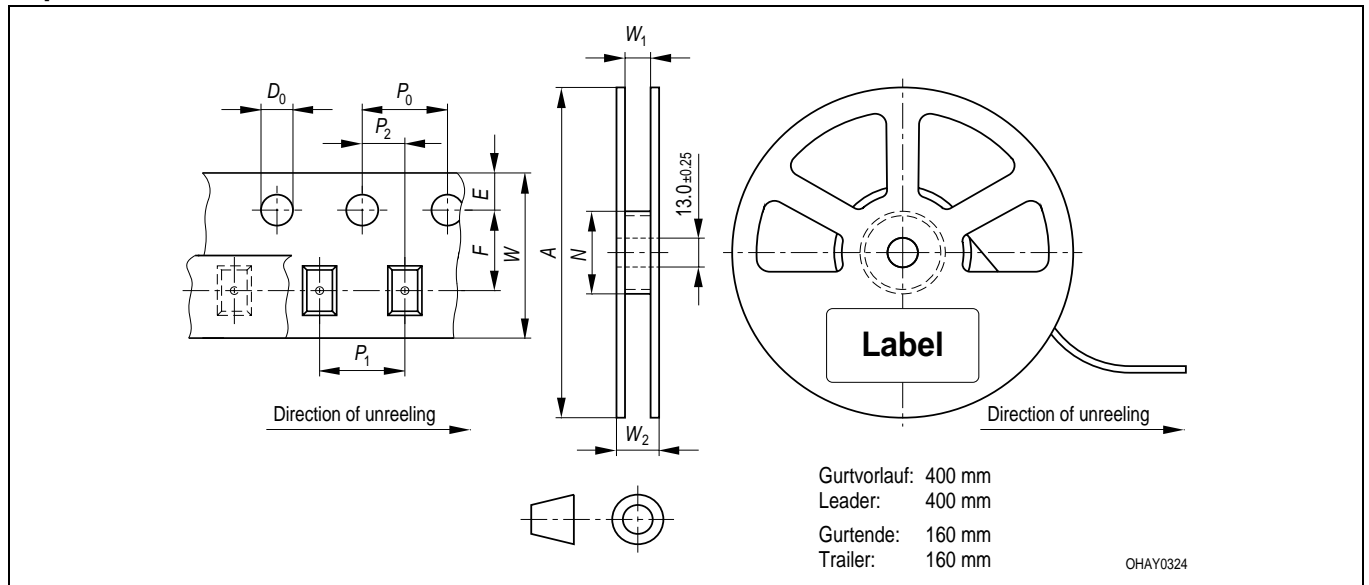 W1
D0
P0
P2
E
F
W
A
N
13.0 ±0.25
P1
Label
Direction of unreeling
W2
Direction of unreeling
Gurtvorlauf: 400 mm
Leader: 400 mm
Gurtende: 160 mm
Trailer: 160 mm
OHAY0324